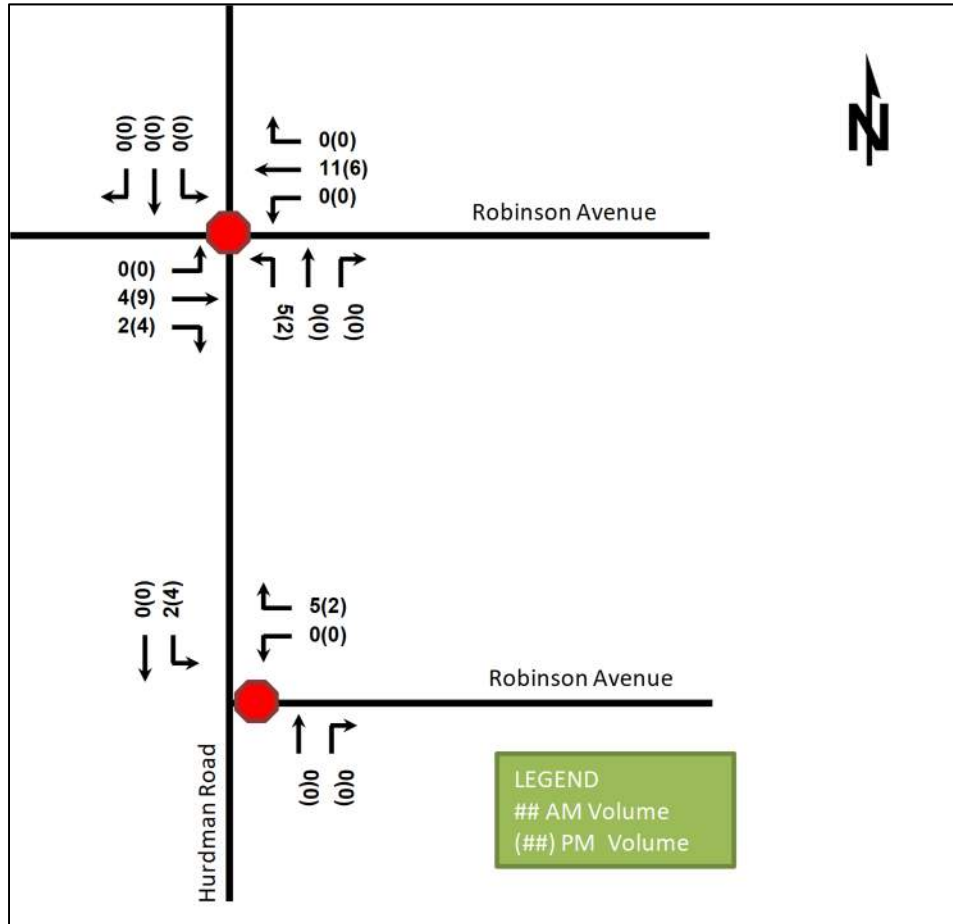 N
0(0) 0(0) 0(0)
0(0)
11(6)
0(0)
Robinson Avenue
0(0)
4(9)
2(4)
5(2) 0(0) 0(0)
0(0) 2(4)
5(2)
0(0)
Robinson Avenue
0(0) 0(0)
Hurdman Road
LEGEND
## AM Volume
(##) PM Volume